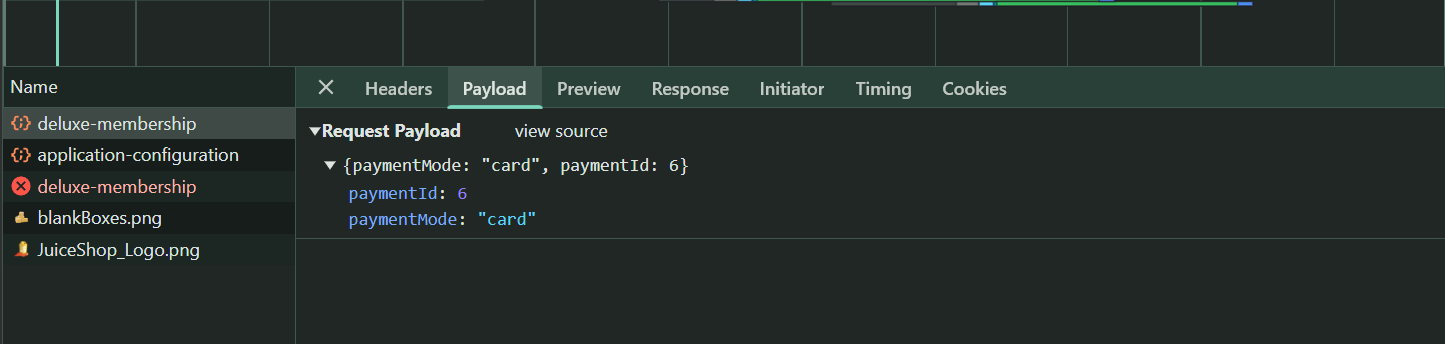 Name
Headers Payload Preview Response Initiator Timing Cookies
deluxe-membership
application-configuration
deluxe-membership
blankBoxes.png
JuiceShop_Logo.png
Request Payload view source
{paymentMode: "card", paymentId: 6}
paymentId: 6
paymentMode: "card"